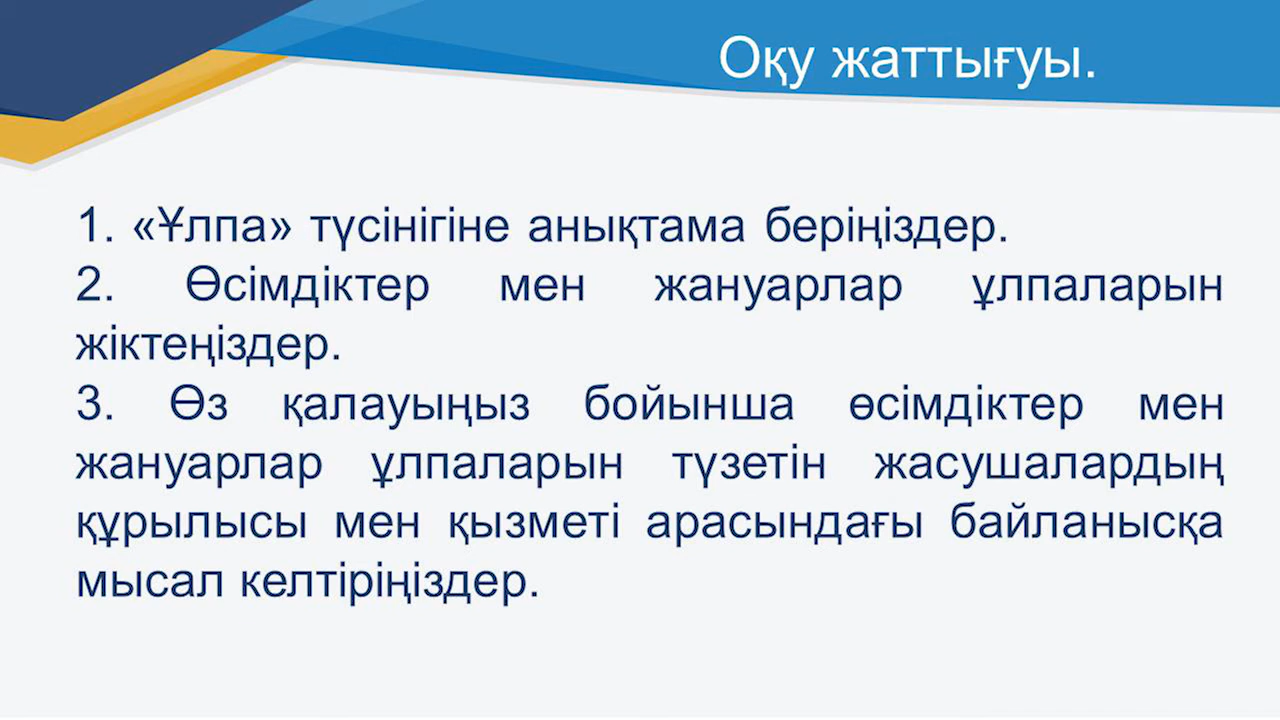 Оқу жаттығуы.
1. «Ұлпа» түсінігіне анықтама беріңіздер.
2. Өсімдіктер мен жануарлар ұлпаларын
жіктеңіздер.
3. Өз қалауыңыз бойынша өсімдіктер мен
жануарлар ұлпаларын түзетін жасушалардың
құрылысы мен қызметі арасындағы байланысқа
мысал келтіріңіздер.